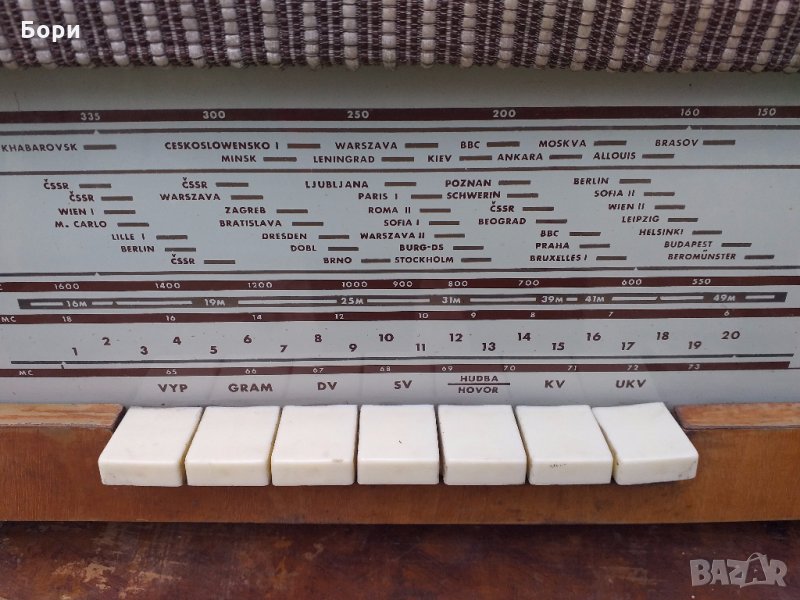 Бори
335 300 250 200 160 150
KHABAROVSK CESKOSLOWENSKO I WARSZAVA BBC MOSKVA BRASOV
MINSK LENINGRAD KIEV ANKARA ALLOUIS
ČSSR ČSSR LJUBLJANA POZNAN BERLIN
ČSSR WARSZAVA PARIS I SCHWERIN SOFIA II
WIEN I ZAGREB ROMA II ČSSR WIEN II
M. CARLO BRATISLAVA SOFIA I BEOGRAD LEIPZIG
LILLE I DRESDEN WARSZAVA II BBC HELSINKI
BERLIN DOBL BURG-DS PRAHA BUDAPEST
ČSSR BRNO STOCKHOLM BRUXELLES I BEROMÜNSTER
C 1600 1400 1200 1000 900 800 700 600 550
16M 19M 25M 31M 39M 41M 49M
MC 18 16 14 12 10 9 8 7 6
2 4 6 8 10 12 14 16 18 20
1 3 5 7 9 11 13 15 17 19
MC 65 66 67 68 69 70 71 72 73
VYP GRAM DV SV HUDBA KV UKV
HOVOR
BAZAR